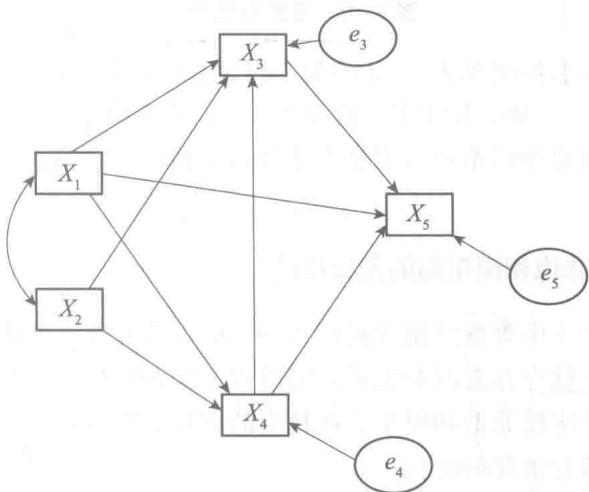 e₃
X₃
X₁
X₅
X₂
e₅
X₄
e₄